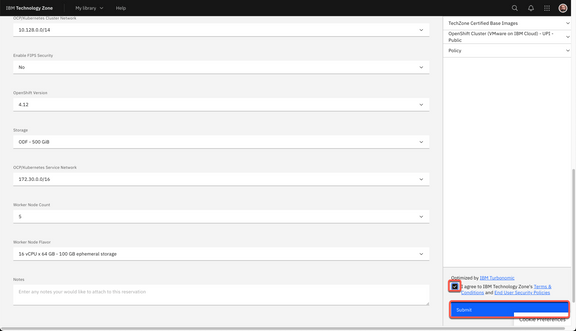 IBM Technology Zone
My library
Help
OCP/Kubernetes Cluster Network
10.128.0.0/14
Enable FIPS Security
No
OpenShift Version
4.12
Storage
ODF - 500 GiB
OCP/Kubernetes Service Network
172.30.0.0/16
Worker Node Count
5
Worker Node Flavor
16 vCPU x 64 GB - 100 GB ephemeral storage
Notes
Enter any notes your would like to attach to this reservation
TechZone Certified Base Images
OpenShift Cluster (VMware on IBM Cloud) - UPI -
Public
Policy
Optimized by IBM Turbonomic
I agree to IBM Technology Zone's Terms &
Conditions and End User Security Policies
Submit
Cookie Preferences